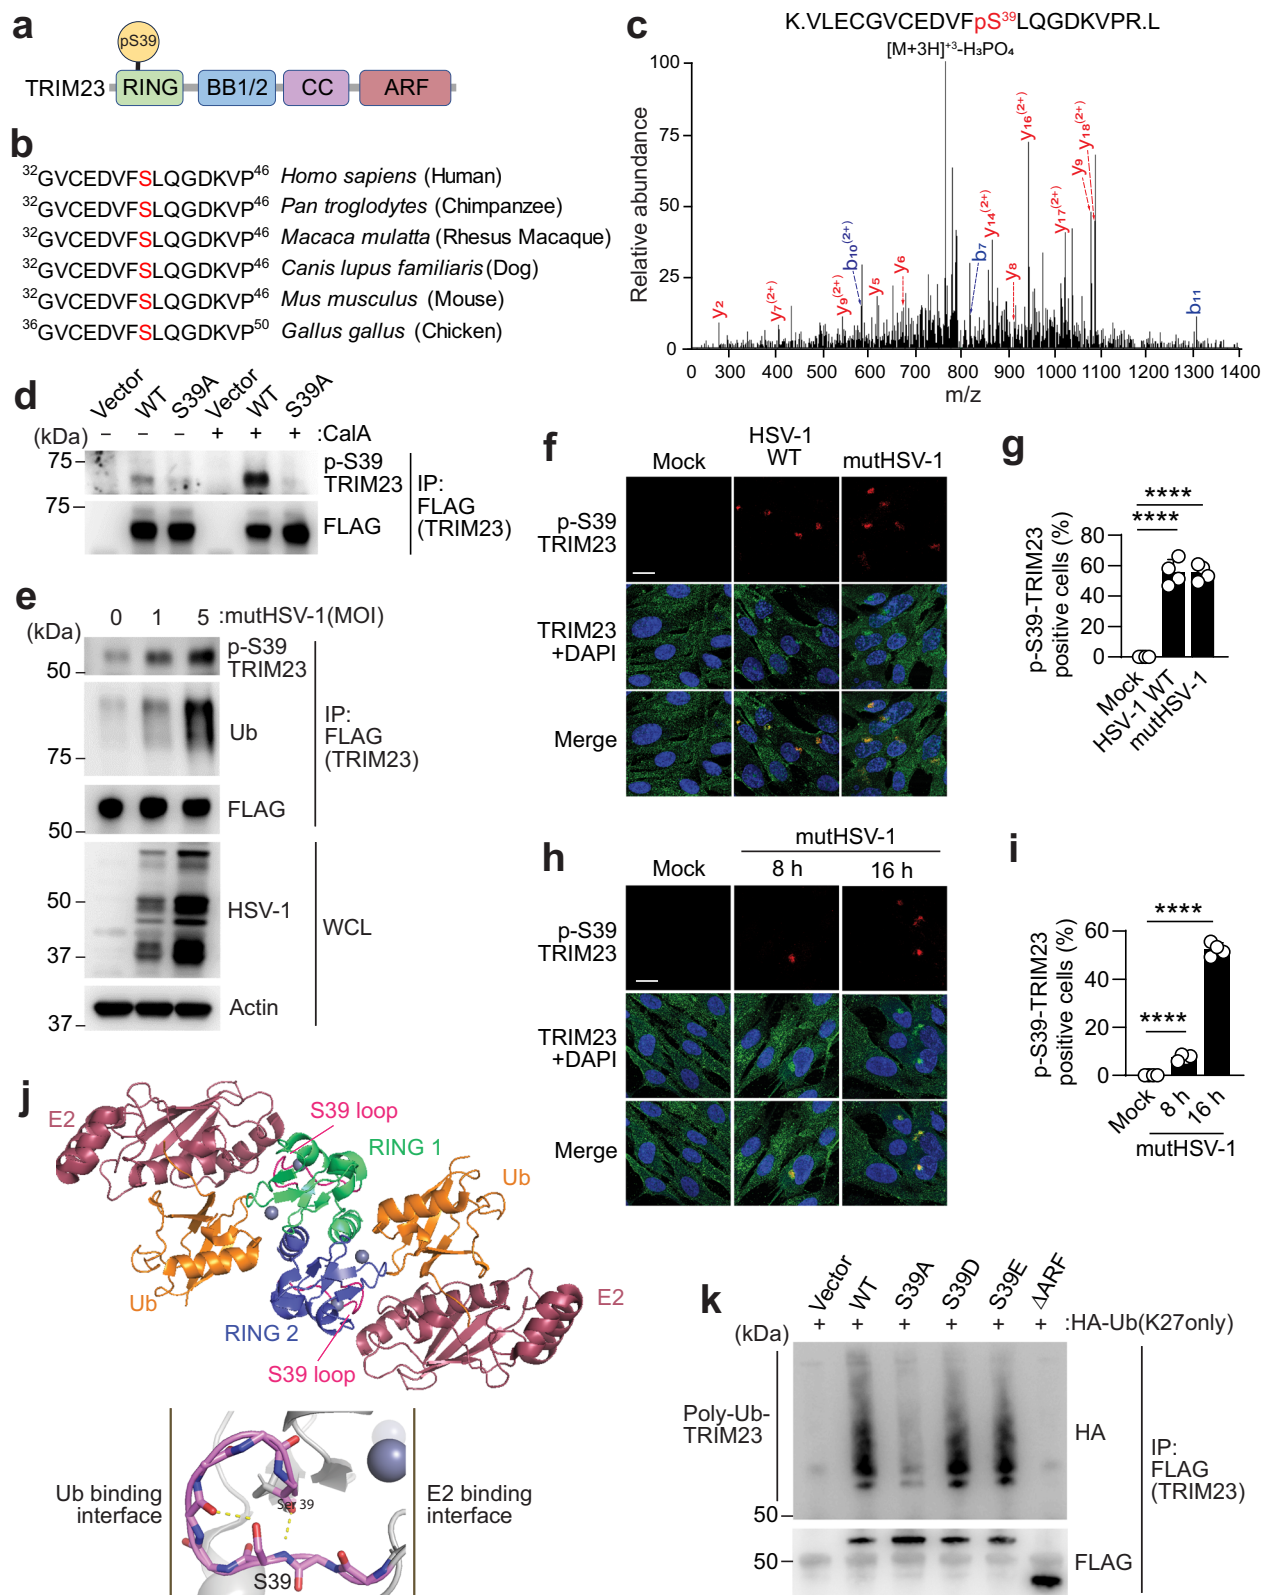 a
pS39
TRIM23 RING BB1/2 CC ARF
b
³²GVCEDVFSLQGDKVP⁴⁶ Homo sapiens (Human)
³²GVCEDVFSLQGDKVP⁴⁶ Pan troglodytes (Chimpanzee)
³²GVCEDVFSLQGDKVP⁴⁶ Macaca mulatta (Rhesus Macaque)
³²GVCEDVFSLQGDKVP⁴⁶ Canis lupus familiaris (Dog)
³²GVCEDVFSLQGDKVP⁴⁶ Mus musculus (Mouse)
³⁶GVCEDVFSLQGDKVP⁵⁰ Gallus gallus (Chicken)
c
K.VLECGVCEDVFpS³⁹LQGDKVPR.L
[M+3H]⁺³-H₃PO₄
Relative abundance
100
75
50
25
0
y₂
y₇⁽²⁺⁾
y₉⁽²⁺⁾
b₁₀⁽²⁺⁾
y₅
y₆
b₇
y₁₄⁽²⁺⁾
y₈
y₁₆⁽²⁺⁾
y₁₇⁽²⁺⁾
y₉
y₁₈⁽²⁺⁾
b₁₁
0 300 400 500 600 700 800 900 1000 1100 1200 1300 1400
m/z
d
Vector WT S39A Vector WT S39A
(kDa) – – – + + + :CalA
75
p-S39
TRIM23
75
FLAG
IP:
FLAG
(TRIM23)
e
0 1 5 :mutHSV-1(MOI)
(kDa)
p-S39
TRIM23
50
Ub
75
FLAG
50
IP:
FLAG
(TRIM23)
50
HSV-1
37
Actin
37
WCL
f
Mock
HSV-1
WT
mutHSV-1
p-S39
TRIM23
TRIM23
+DAPI
Merge
g
p-S39-TRIM23
positive cells (%)
****
****
80
60
40
20
0
Mock
HSV-1 WT
mutHSV-1
h
mutHSV-1
Mock 8 h 16 h
p-S39
TRIM23
TRIM23
+DAPI
Merge
i
p-S39-TRIM23
positive cells (%)
****
****
60
40
20
0
Mock
8 h
16 h
mutHSV-1
j
E2
S39 loop
RING 1
Ub
Ub
RING 2
E2
S39 loop
Ub binding
interface
Ser 39
S39
E2 binding
interface
k
Vector WT S39A S39D S39E ΔARF
+ + + + + + :HA-Ub(K27only)
(kDa)
Poly-Ub-
TRIM23
HA
50
50
FLAG
IP:
FLAG
(TRIM23)